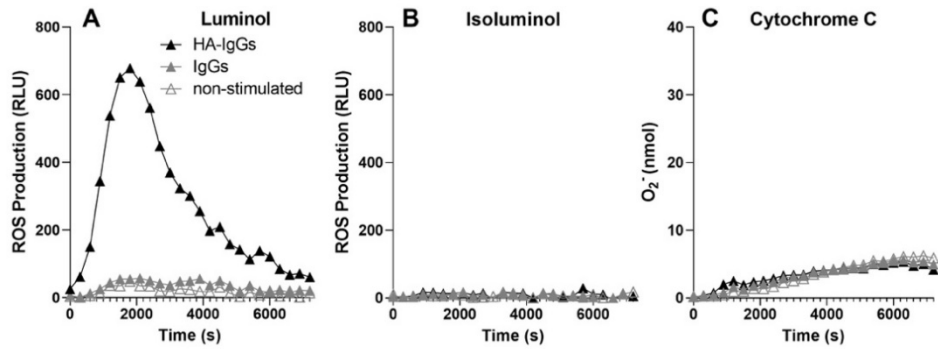 A Luminol
HA-IgGs
IgGs
non-stimulated
ROS Production (RLU)
800
600
400
200
0
0 2000 4000 6000
Time (s)
B Isoluminol
ROS Production (RLU)
800
600
400
200
0
0 2000 4000 6000
Time (s)
C Cytochrome C
O₂⁻ (nmol)
40
30
20
10
0
0 2000 4000 6000
Time (s)